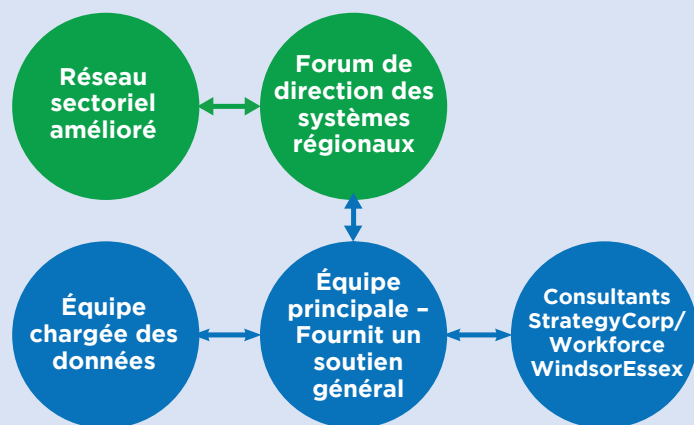 Réseau
sectoriel
amélioré
Forum de
direction des
systèmes
régionaux
Équipe
chargée des
données
Équipe
principale –
Fournit un
soutien
général
Consultants
StrategyCorp/
Workforce
WindsorEssex